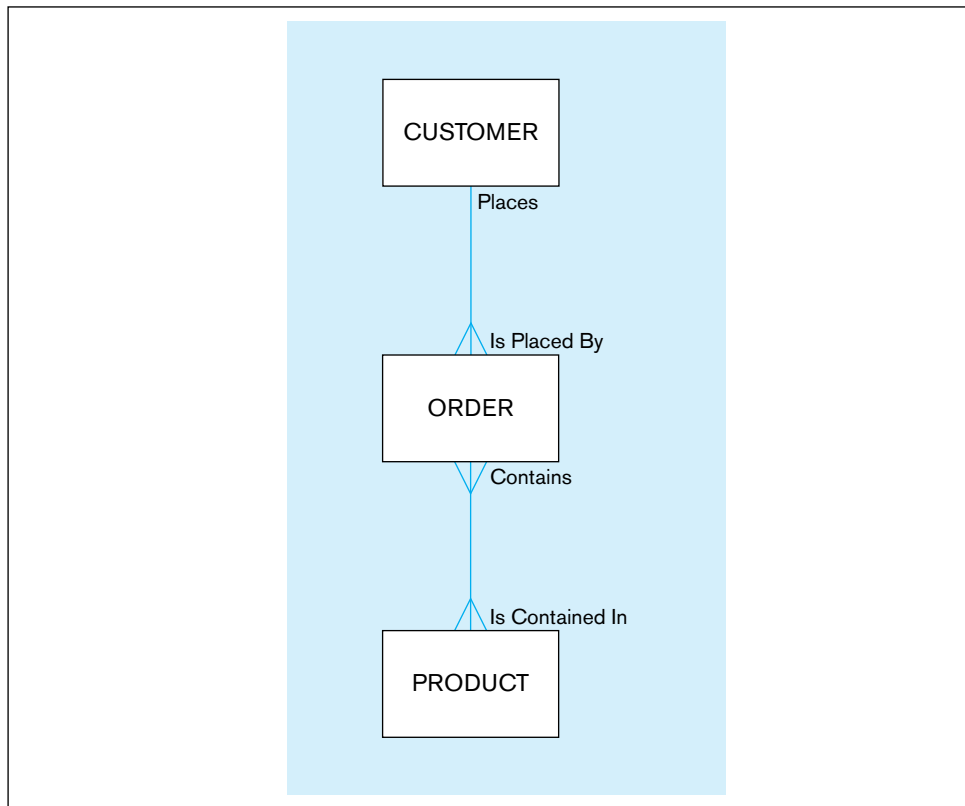 CUSTOMER
Places
Is Placed By
ORDER
Contains
Is Contained In
PRODUCT